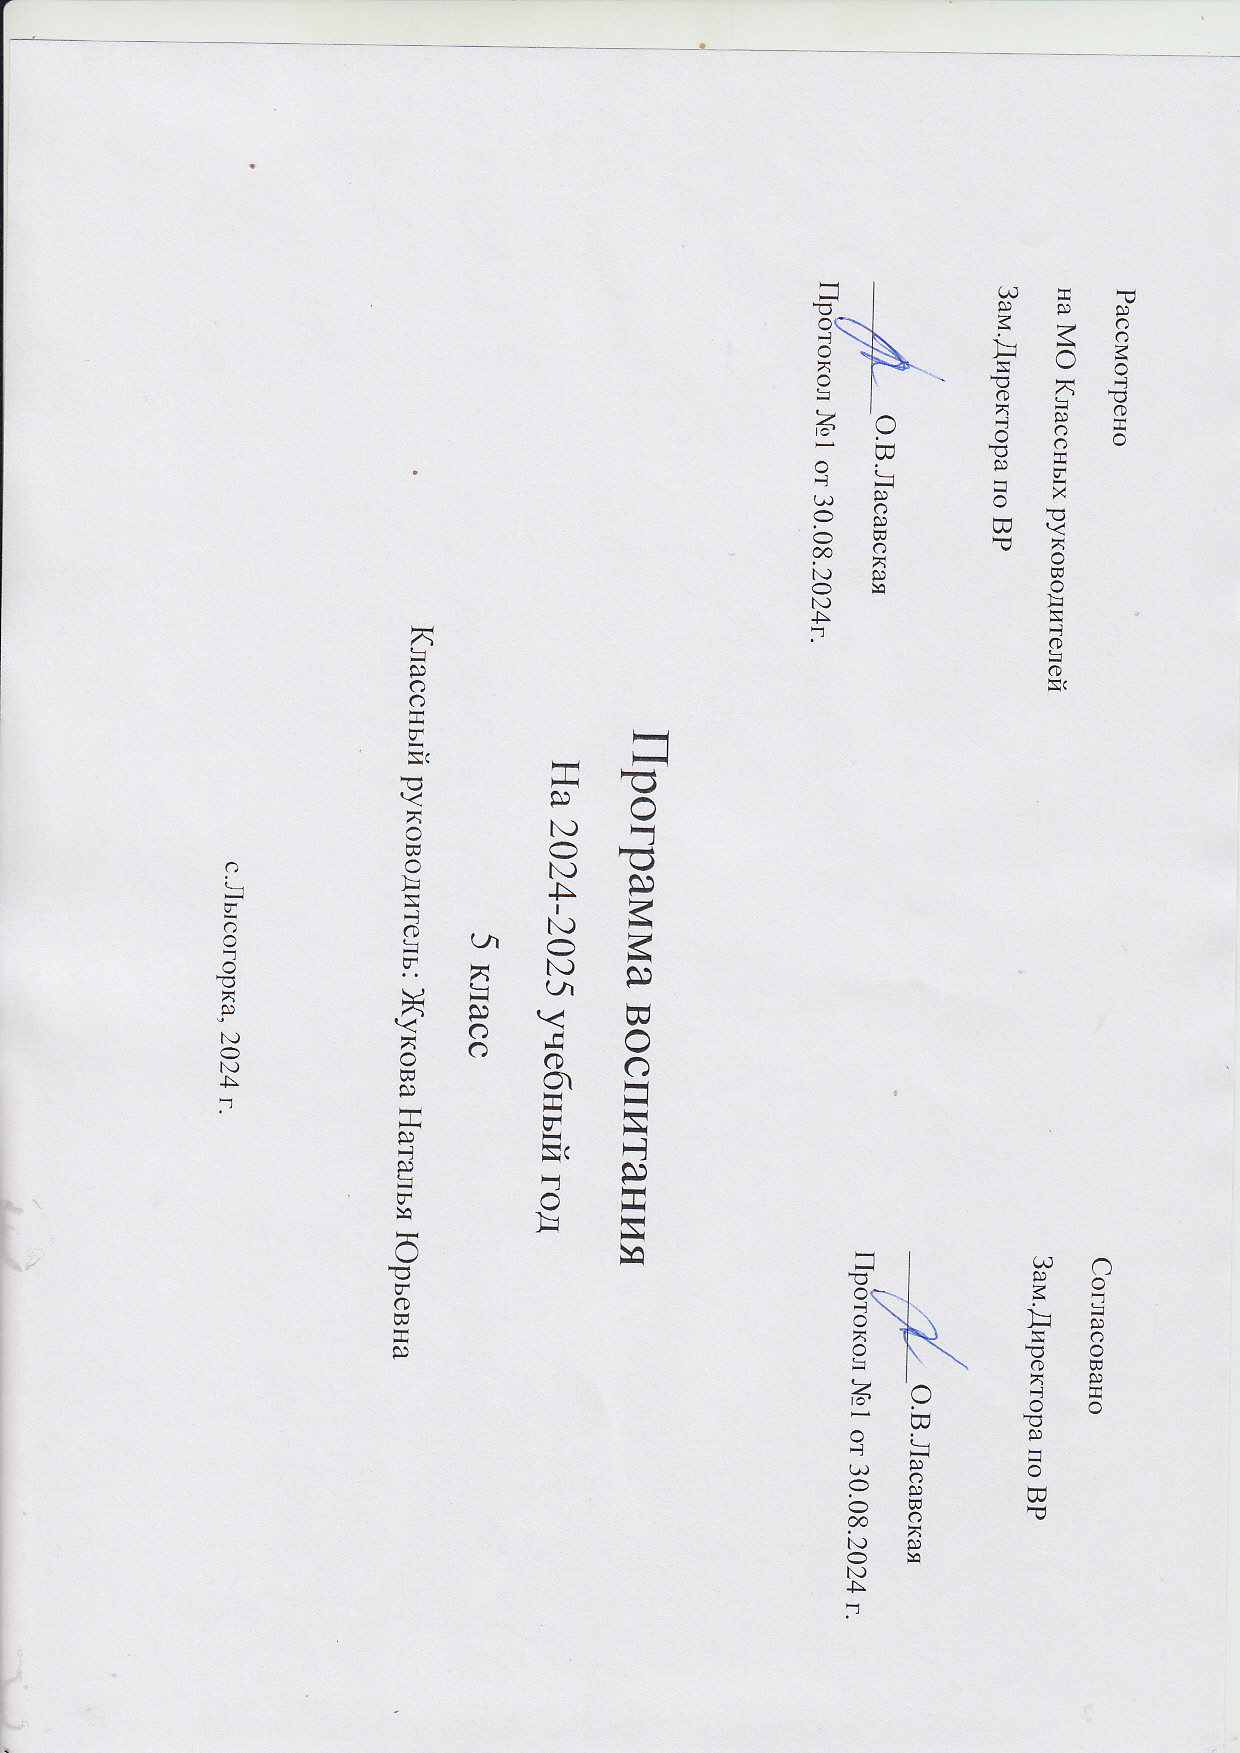 Рассмотрено
на МО Классных руководителей
Зам.Директора по ВР
О.В.Ласавская
Протокол №1 от 30.08.2024г.
Согласовано
Зам.Директора по ВР
О.В.Ласавская
Протокол №1 от 30.08.2024 г.
Программа воспитания
На 2024-2025 учебный год
5 класс
Классный руководитель: Жукова Наталья Юрьевна
с.Лысогорка, 2024 г.